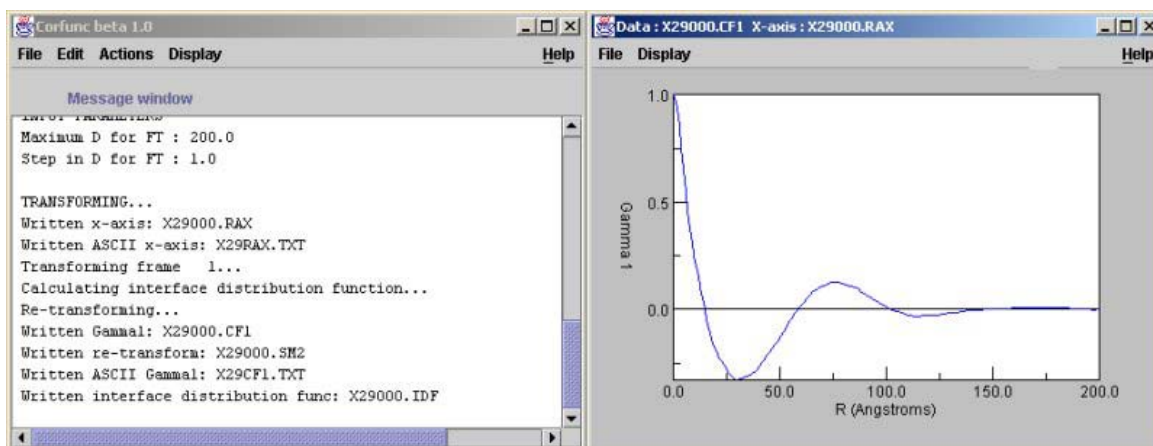 Corfunc beta 1.0
File Edit Actions Display Help
Message window
INPUT PARAMETERS
Maximum D for FT : 200.0
Step in D for FT : 1.0
TRANSFORMING...
Written x-axis: X29000.RAX
Written ASCII x-axis: X29RAX.TXT
Transforming frame 1...
Calculating interface distribution function...
Re-transforming...
Written Gamma1: X29000.CF1
Written re-transform: X29000.SM2
Written ASCII Gamma1: X29CF1.TXT
Written interface distribution func: X29000.IDF
Data : X29000.CF1 X-axis : X29000.RAX
File Display Help
1.0
0.5
0.0
Gamma 1
0.0 50.0 100.0 150.0 200.0
R (Angstroms)